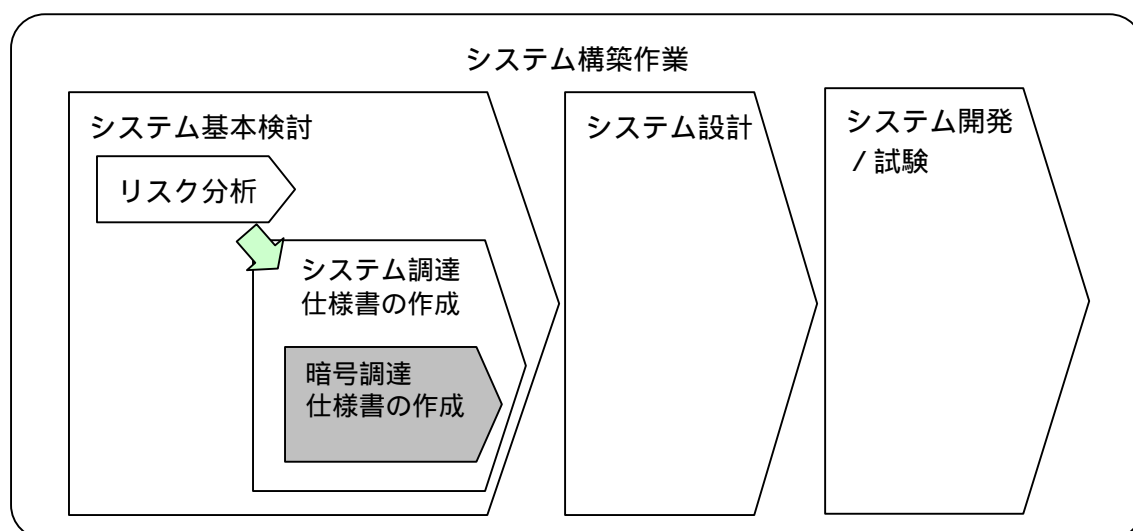 システム構築作業
システム基本検討
リスク分析
システム調達
仕様書の作成
暗号調達
仕様書の作成
システム設計
システム開発
/ 試験